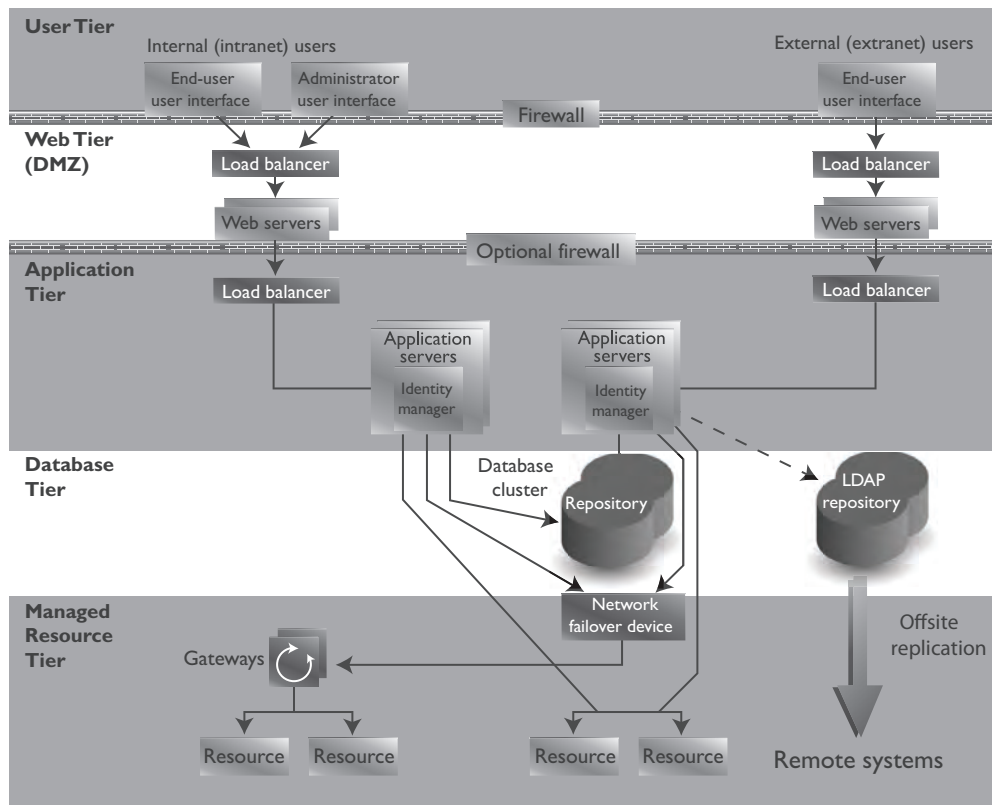 User Tier
Internal (intranet) users
External (extranet) users
End-user
user interface
Administrator
user interface
End-user
user interface
Firewall
Web Tier
(DMZ)
Load balancer
Load balancer
Web servers
Web servers
Optional firewall
Application
Tier
Load balancer
Load balancer
Application
servers
Identity
manager
Application
servers
Identity
manager
Database
Tier
Database
cluster
Repository
LDAP
repository
Managed
Resource
Tier
Network
failover device
Gateways
Offsite
replication
Resource
Resource
Resource
Resource
Remote systems